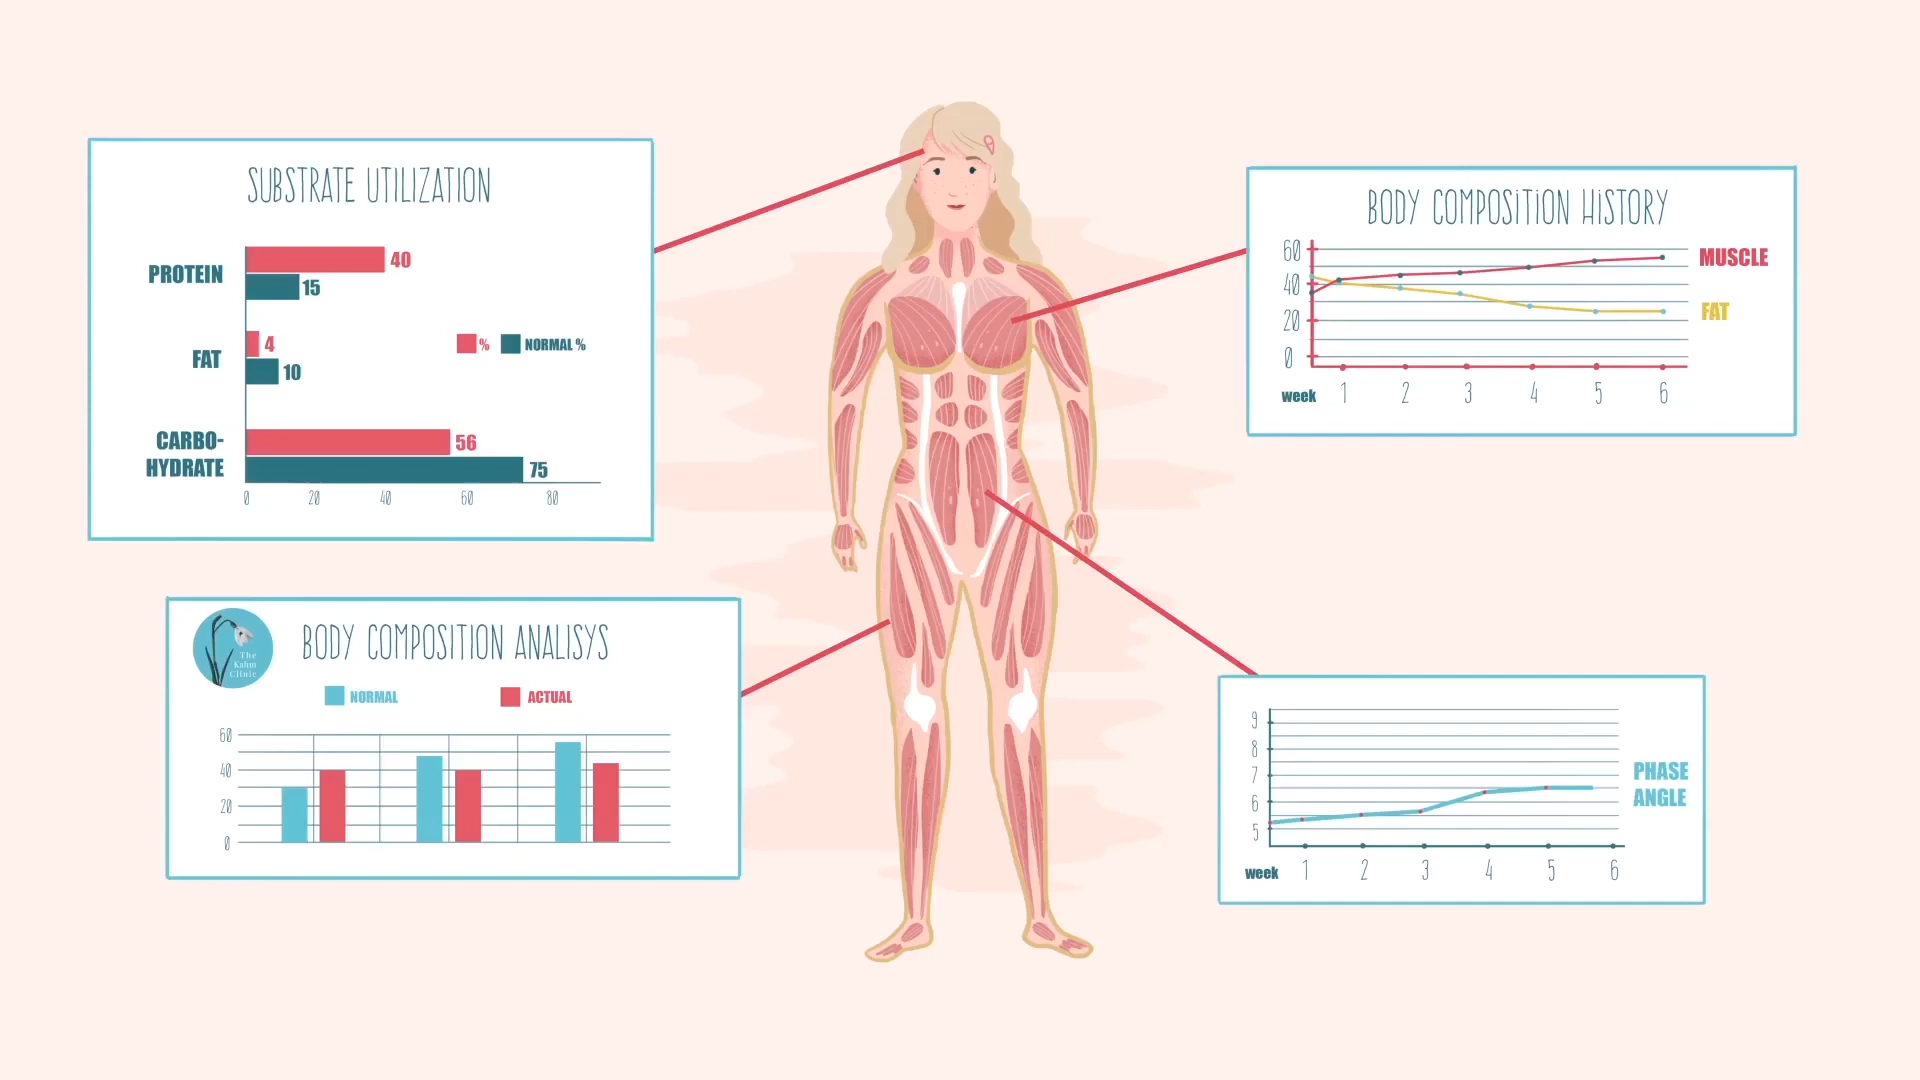 SUBSTRATE UTILIZATION
PROTEIN
40
15
FAT
4
10
% NORMAL %
CARBO-
HYDRATE
56
75
0 20 40 60 80
BODY COMPOSITION HISTORY
60
40
20
0
MUSCLE
FAT
week 1 2 3 4 5 6
The
Kahn
Clinic
BODY COMPOSITION ANALISYS
NORMAL ACTUAL
60
40
20
0
9
8
7
6
5
PHASE
ANGLE
week 1 2 3 4 5 6